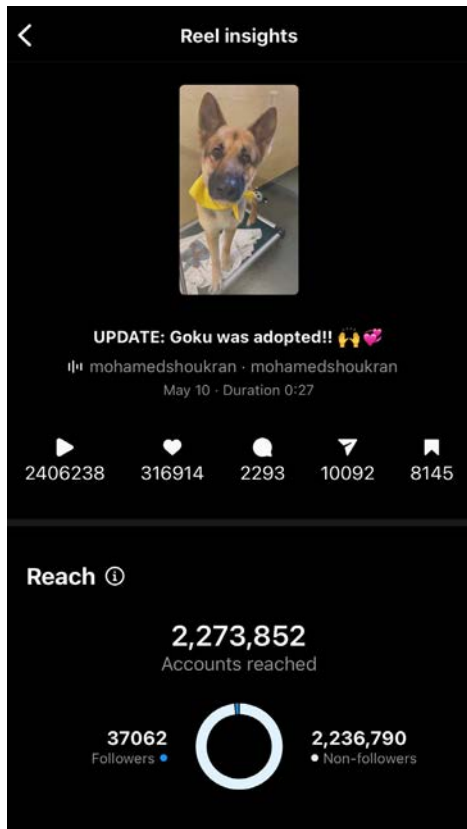 Reel insights
UPDATE: Goku was adopted!! 🙌💞
mohamedshoukran · mohamedshoukran
May 10 · Duration 0:27
2406238 316914 2293 10092 8145
Reach
2,273,852
Accounts reached
37062 2,236,790
Followers Non-followers